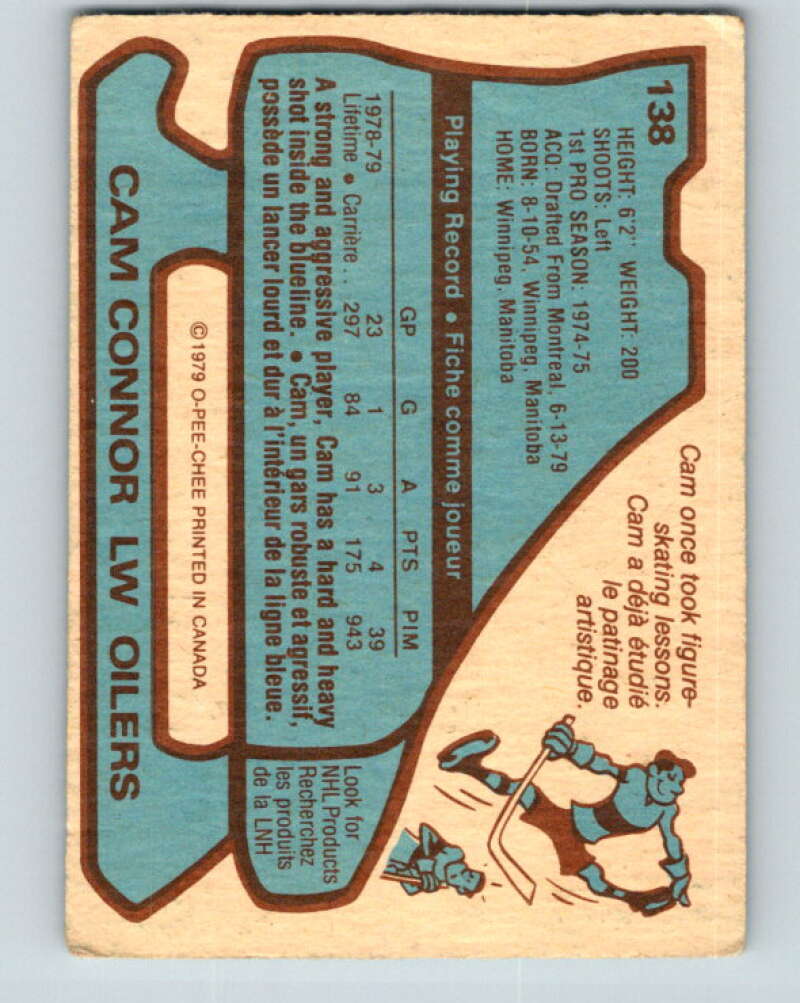 138
HEIGHT: 6'2" WEIGHT: 200
SHOOTS: Left
1st PRO SEASON: 1974-75
ACQ: Drafted From Montreal, 6-13-79
BORN: 8-10-54, Winnipeg, Manitoba
HOME: Winnipeg, Manitoba
Cam once took figure-
skating lessons.
Cam a déjà étudié
le patinage
artistique.
Playing Record • Fiche comme joueur
GP G A PTS PIM
1978-79 23 1 3 4 39
Lifetime • Carrière . . 297 84 91 175 943
A strong and aggressive player, Cam has a hard and heavy
shot inside the blueline. • Cam, un gars robuste et agressif,
possède un lancer lourd et dur à l'intérieur de la ligne bleue.
Look for
NHL Products
Recherchez
les produits
de la LNH
©1979 O-PEE-CHEE PRINTED IN CANADA
CAM CONNOR LW OILERS